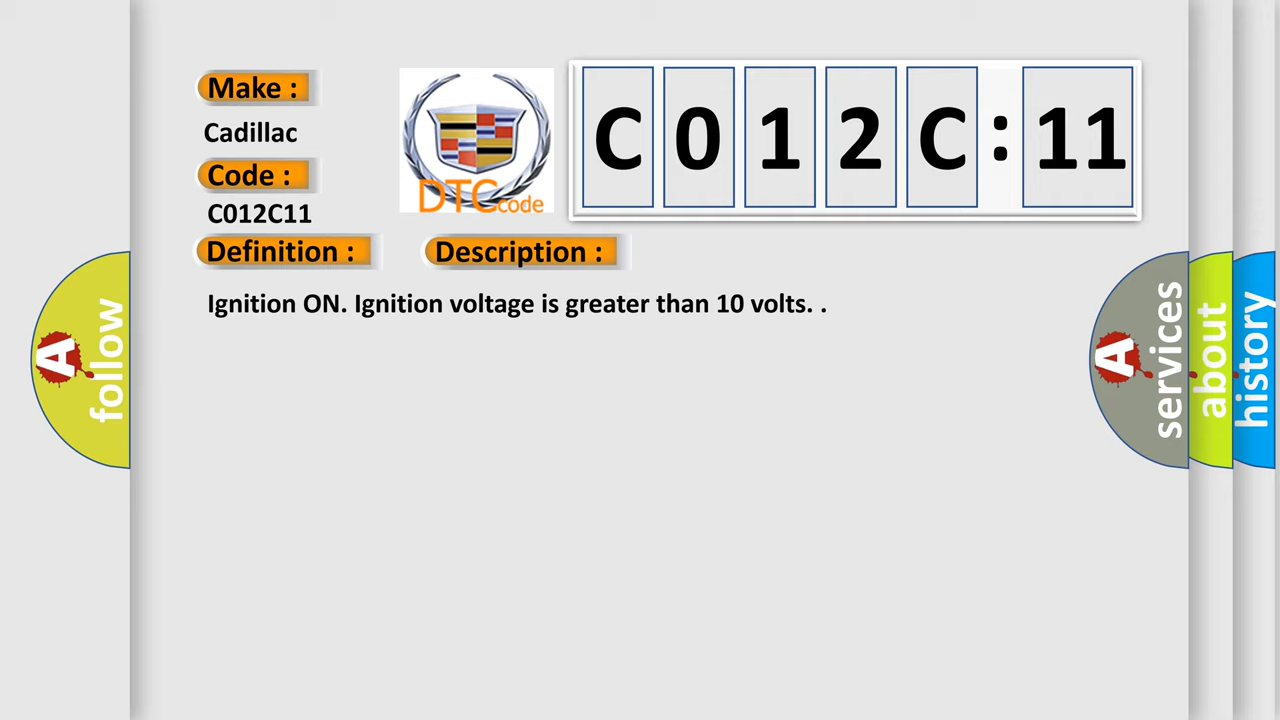 Make :
Cadillac
Code :
C012C11
Definition :
Description :
Ignition ON. Ignition voltage is greater than 10 volts. .
DTC code
C 0 1 2 C : 11
A follow
A services
about
history